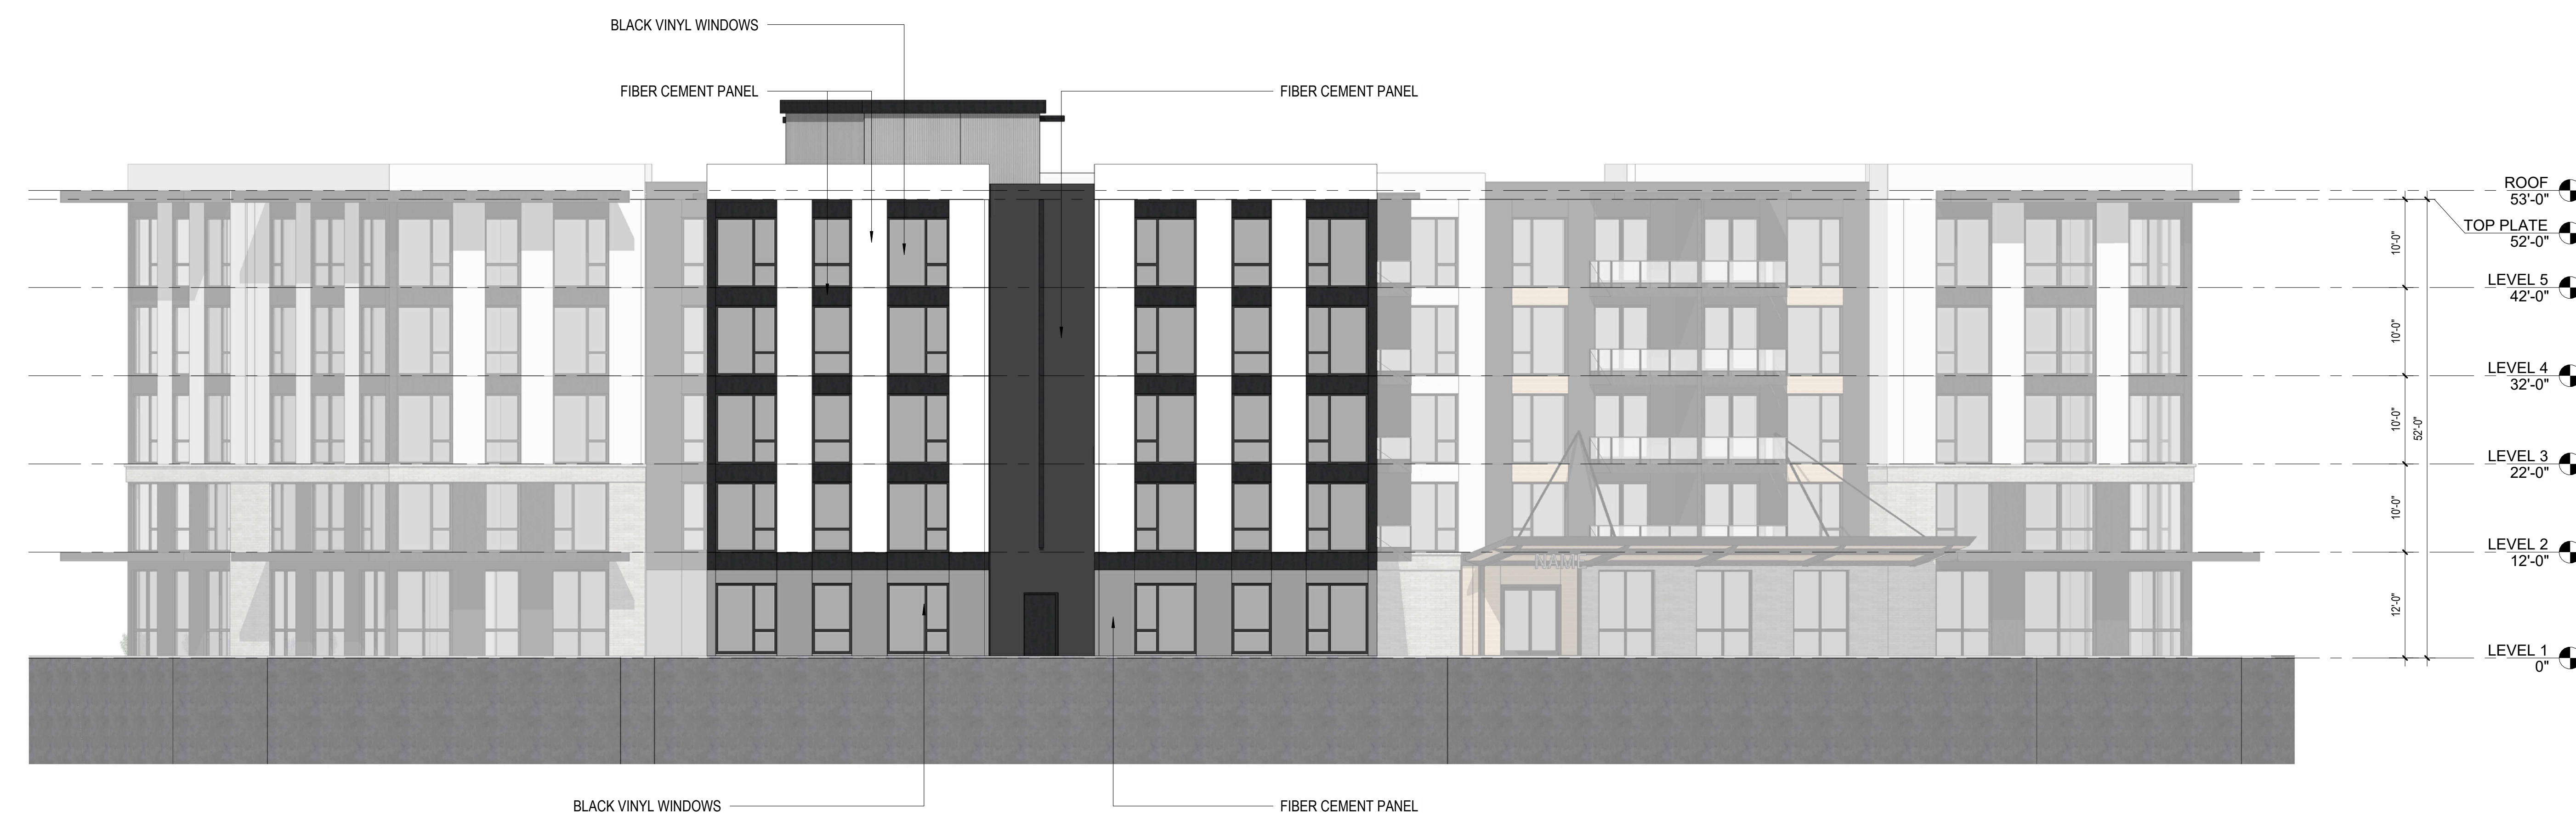 BLACK VINYL WINDOWS
FIBER CEMENT PANEL
FIBER CEMENT PANEL
ROOF
53'-0"
TOP PLATE
52'-0"
10'-0"
LEVEL 5
42'-0"
10'-0"
LEVEL 4
32'-0"
10'-0"
52'-0"
LEVEL 3
22'-0"
10'-0"
LEVEL 2
12'-0"
NAME
12'-0"
LEVEL 1
0"
BLACK VINYL WINDOWS
FIBER CEMENT PANEL